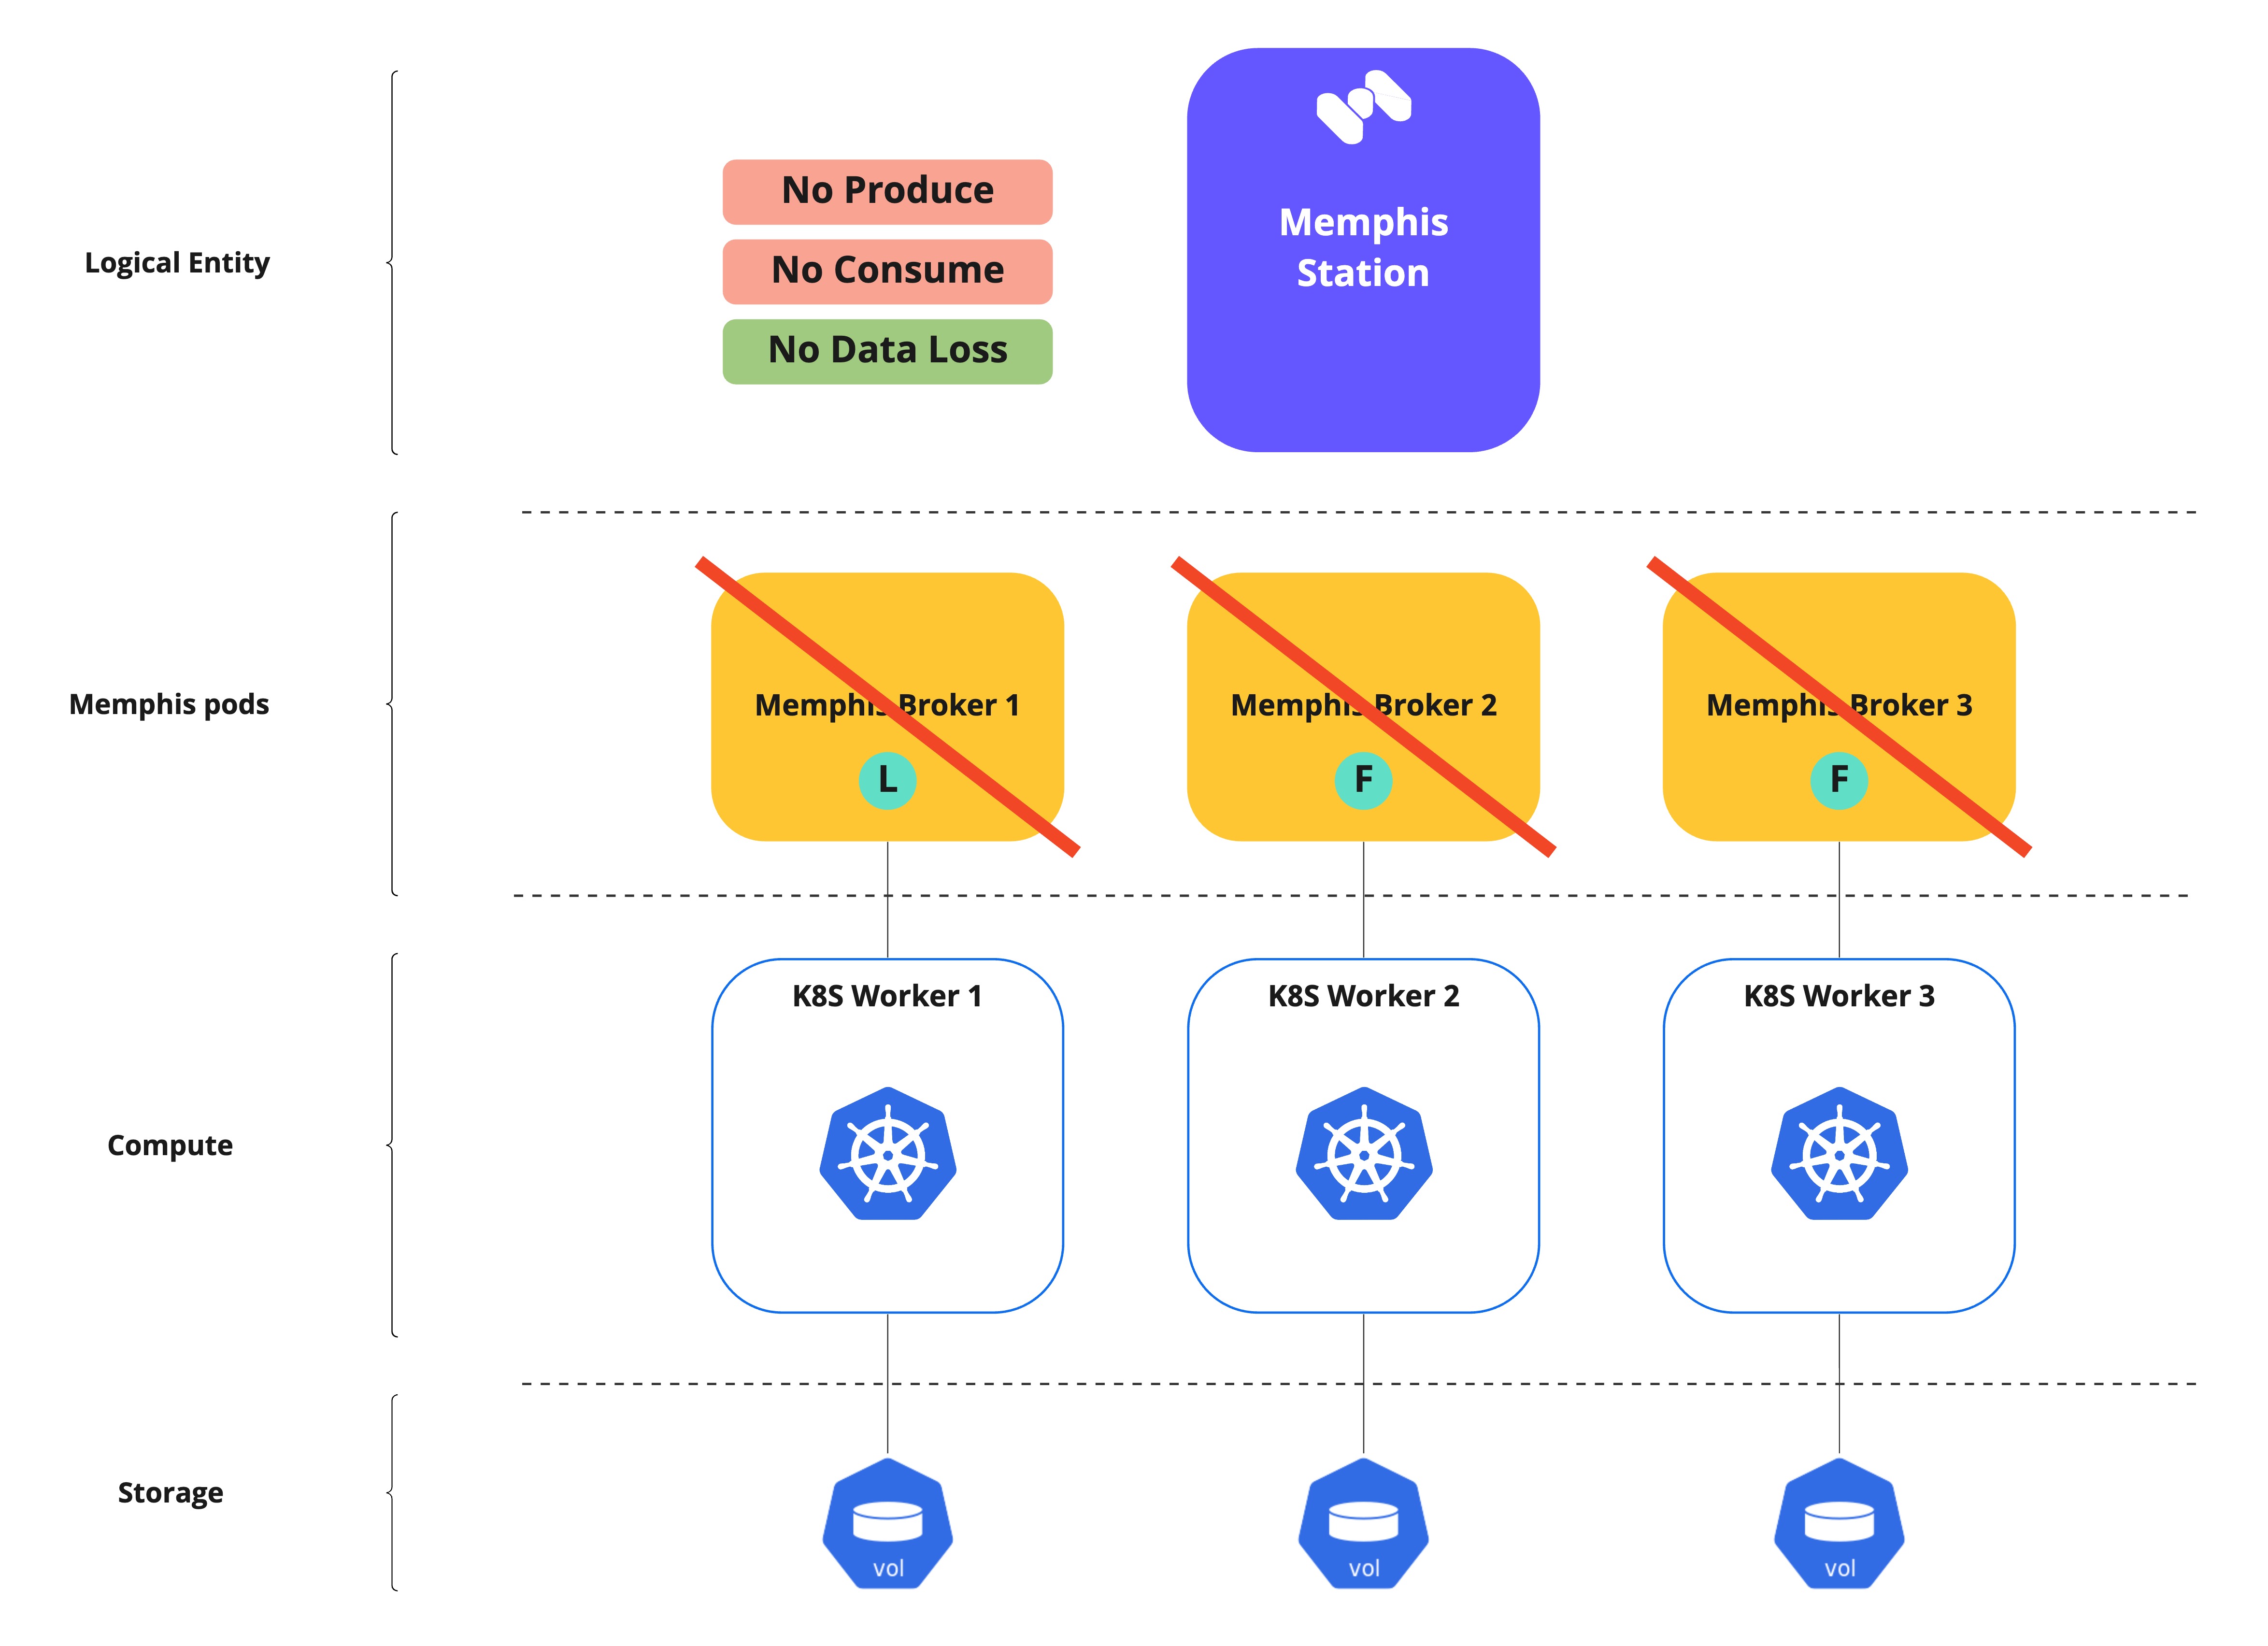 Logical Entity
No Produce
No Consume
No Data Loss
Memphis
Station
Memphis pods
Memphis Broker 1
L
Memphis Broker 2
F
Memphis Broker 3
F
Compute
K8S Worker 1
K8S Worker 2
K8S Worker 3
Storage
vol
vol
vol